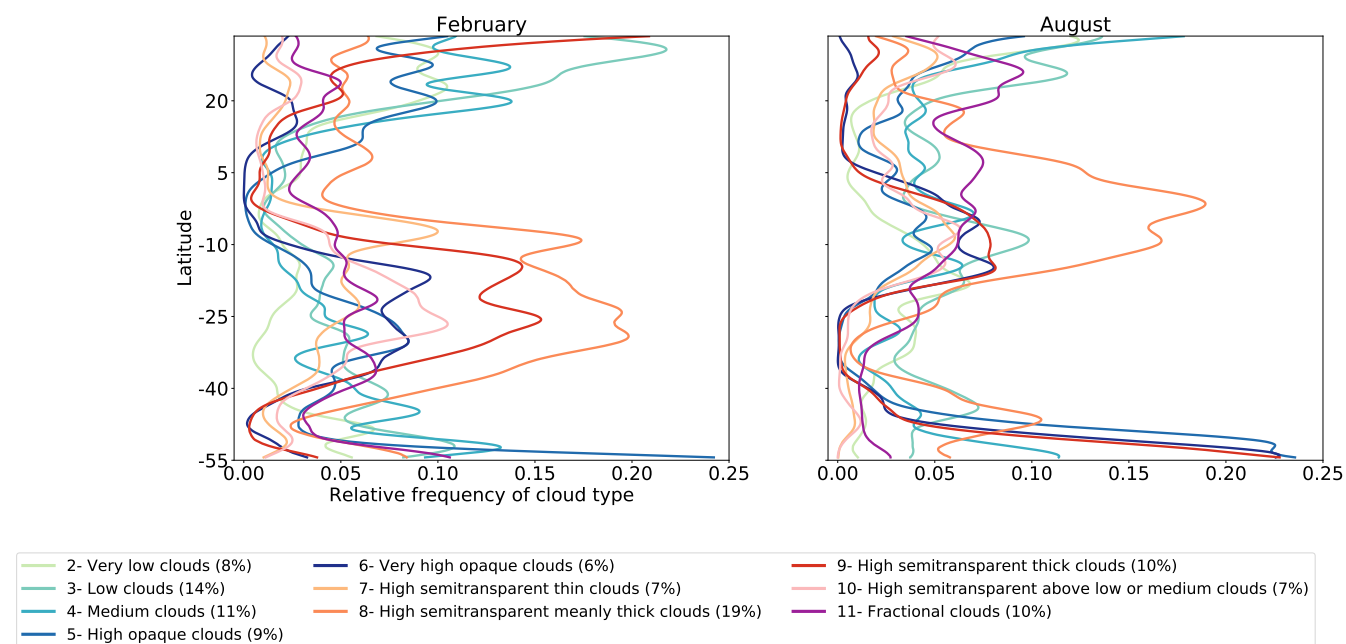 February
August
20
5
-10
-25
-40
-55
Latitude
0.00 0.05 0.10 0.15 0.20 0.25
Relative frequency of cloud type
0.00 0.05 0.10 0.15 0.20 0.25
2- Very low clouds (8%)
3- Low clouds (14%)
4- Medium clouds (11%)
5- High opaque clouds (9%)
6- Very high opaque clouds (6%)
7- High semitransparent thin clouds (7%)
8- High semitransparent meanly thick clouds (19%)
9- High semitransparent thick clouds (10%)
10- High semitransparent above low or medium clouds (7%)
11- Fractional clouds (10%)